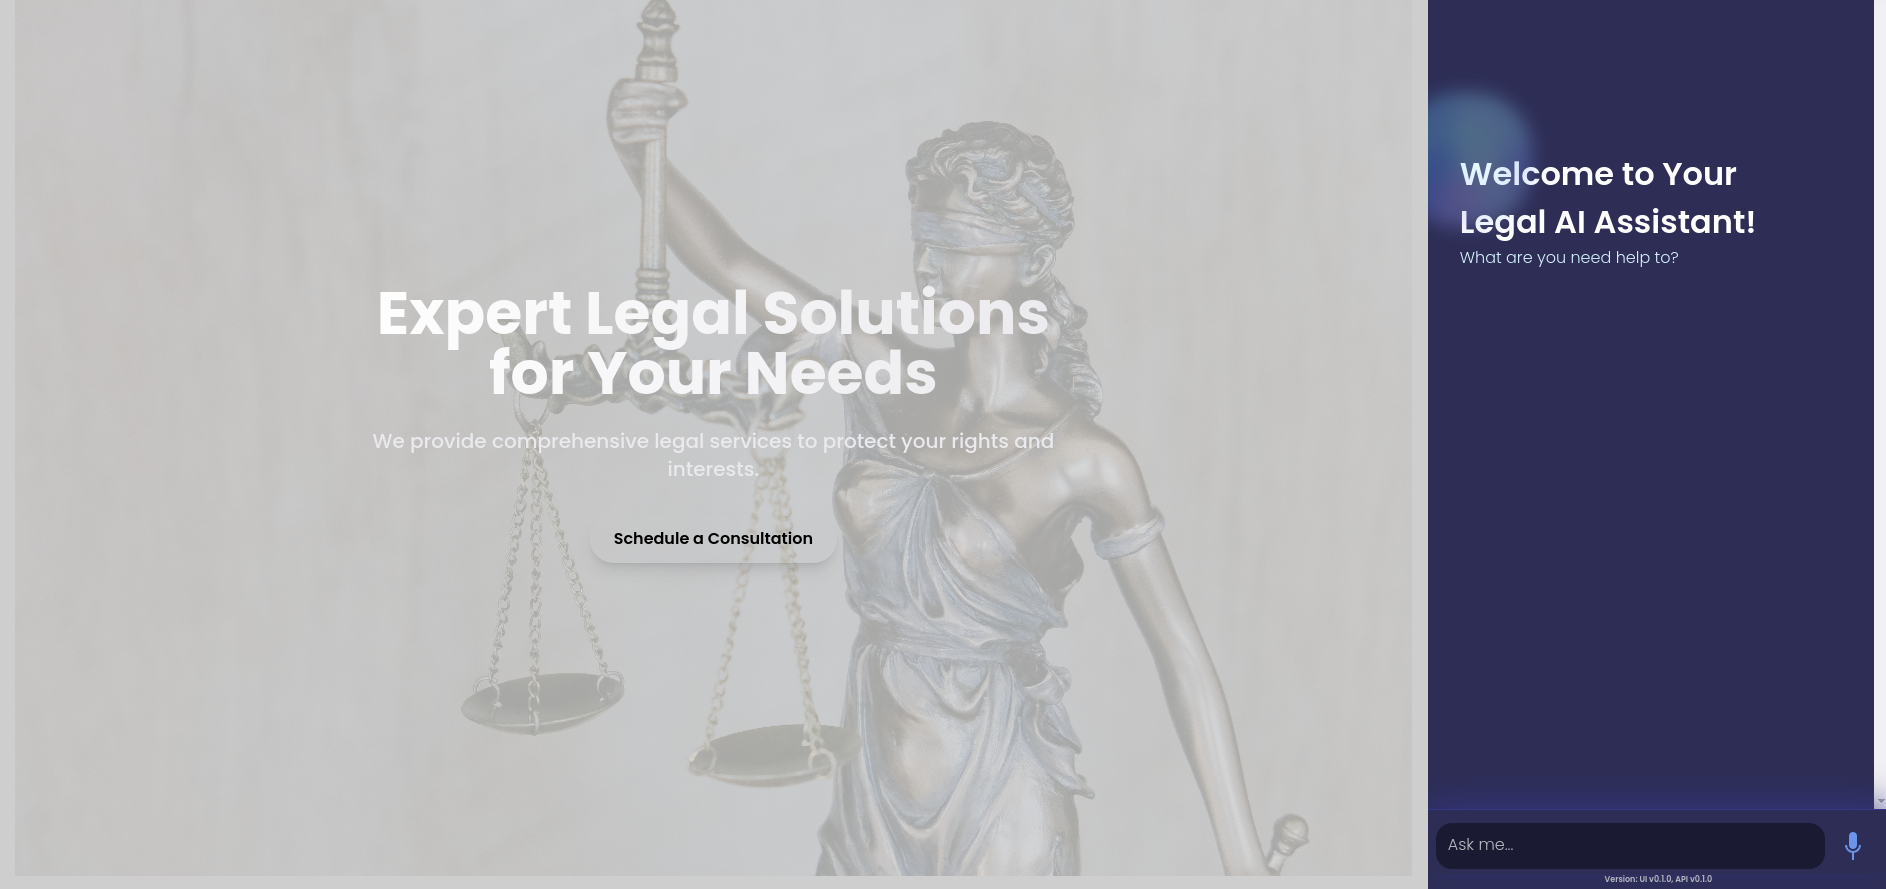 Expert Legal Solutions
for Your Needs
We provide comprehensive legal services to protect your rights and
interests.
Schedule a Consultation
Welcome to Your
Legal AI Assistant!
What are you need help to?
Ask me...
Version: UI v0.1.0, API v0.1.0